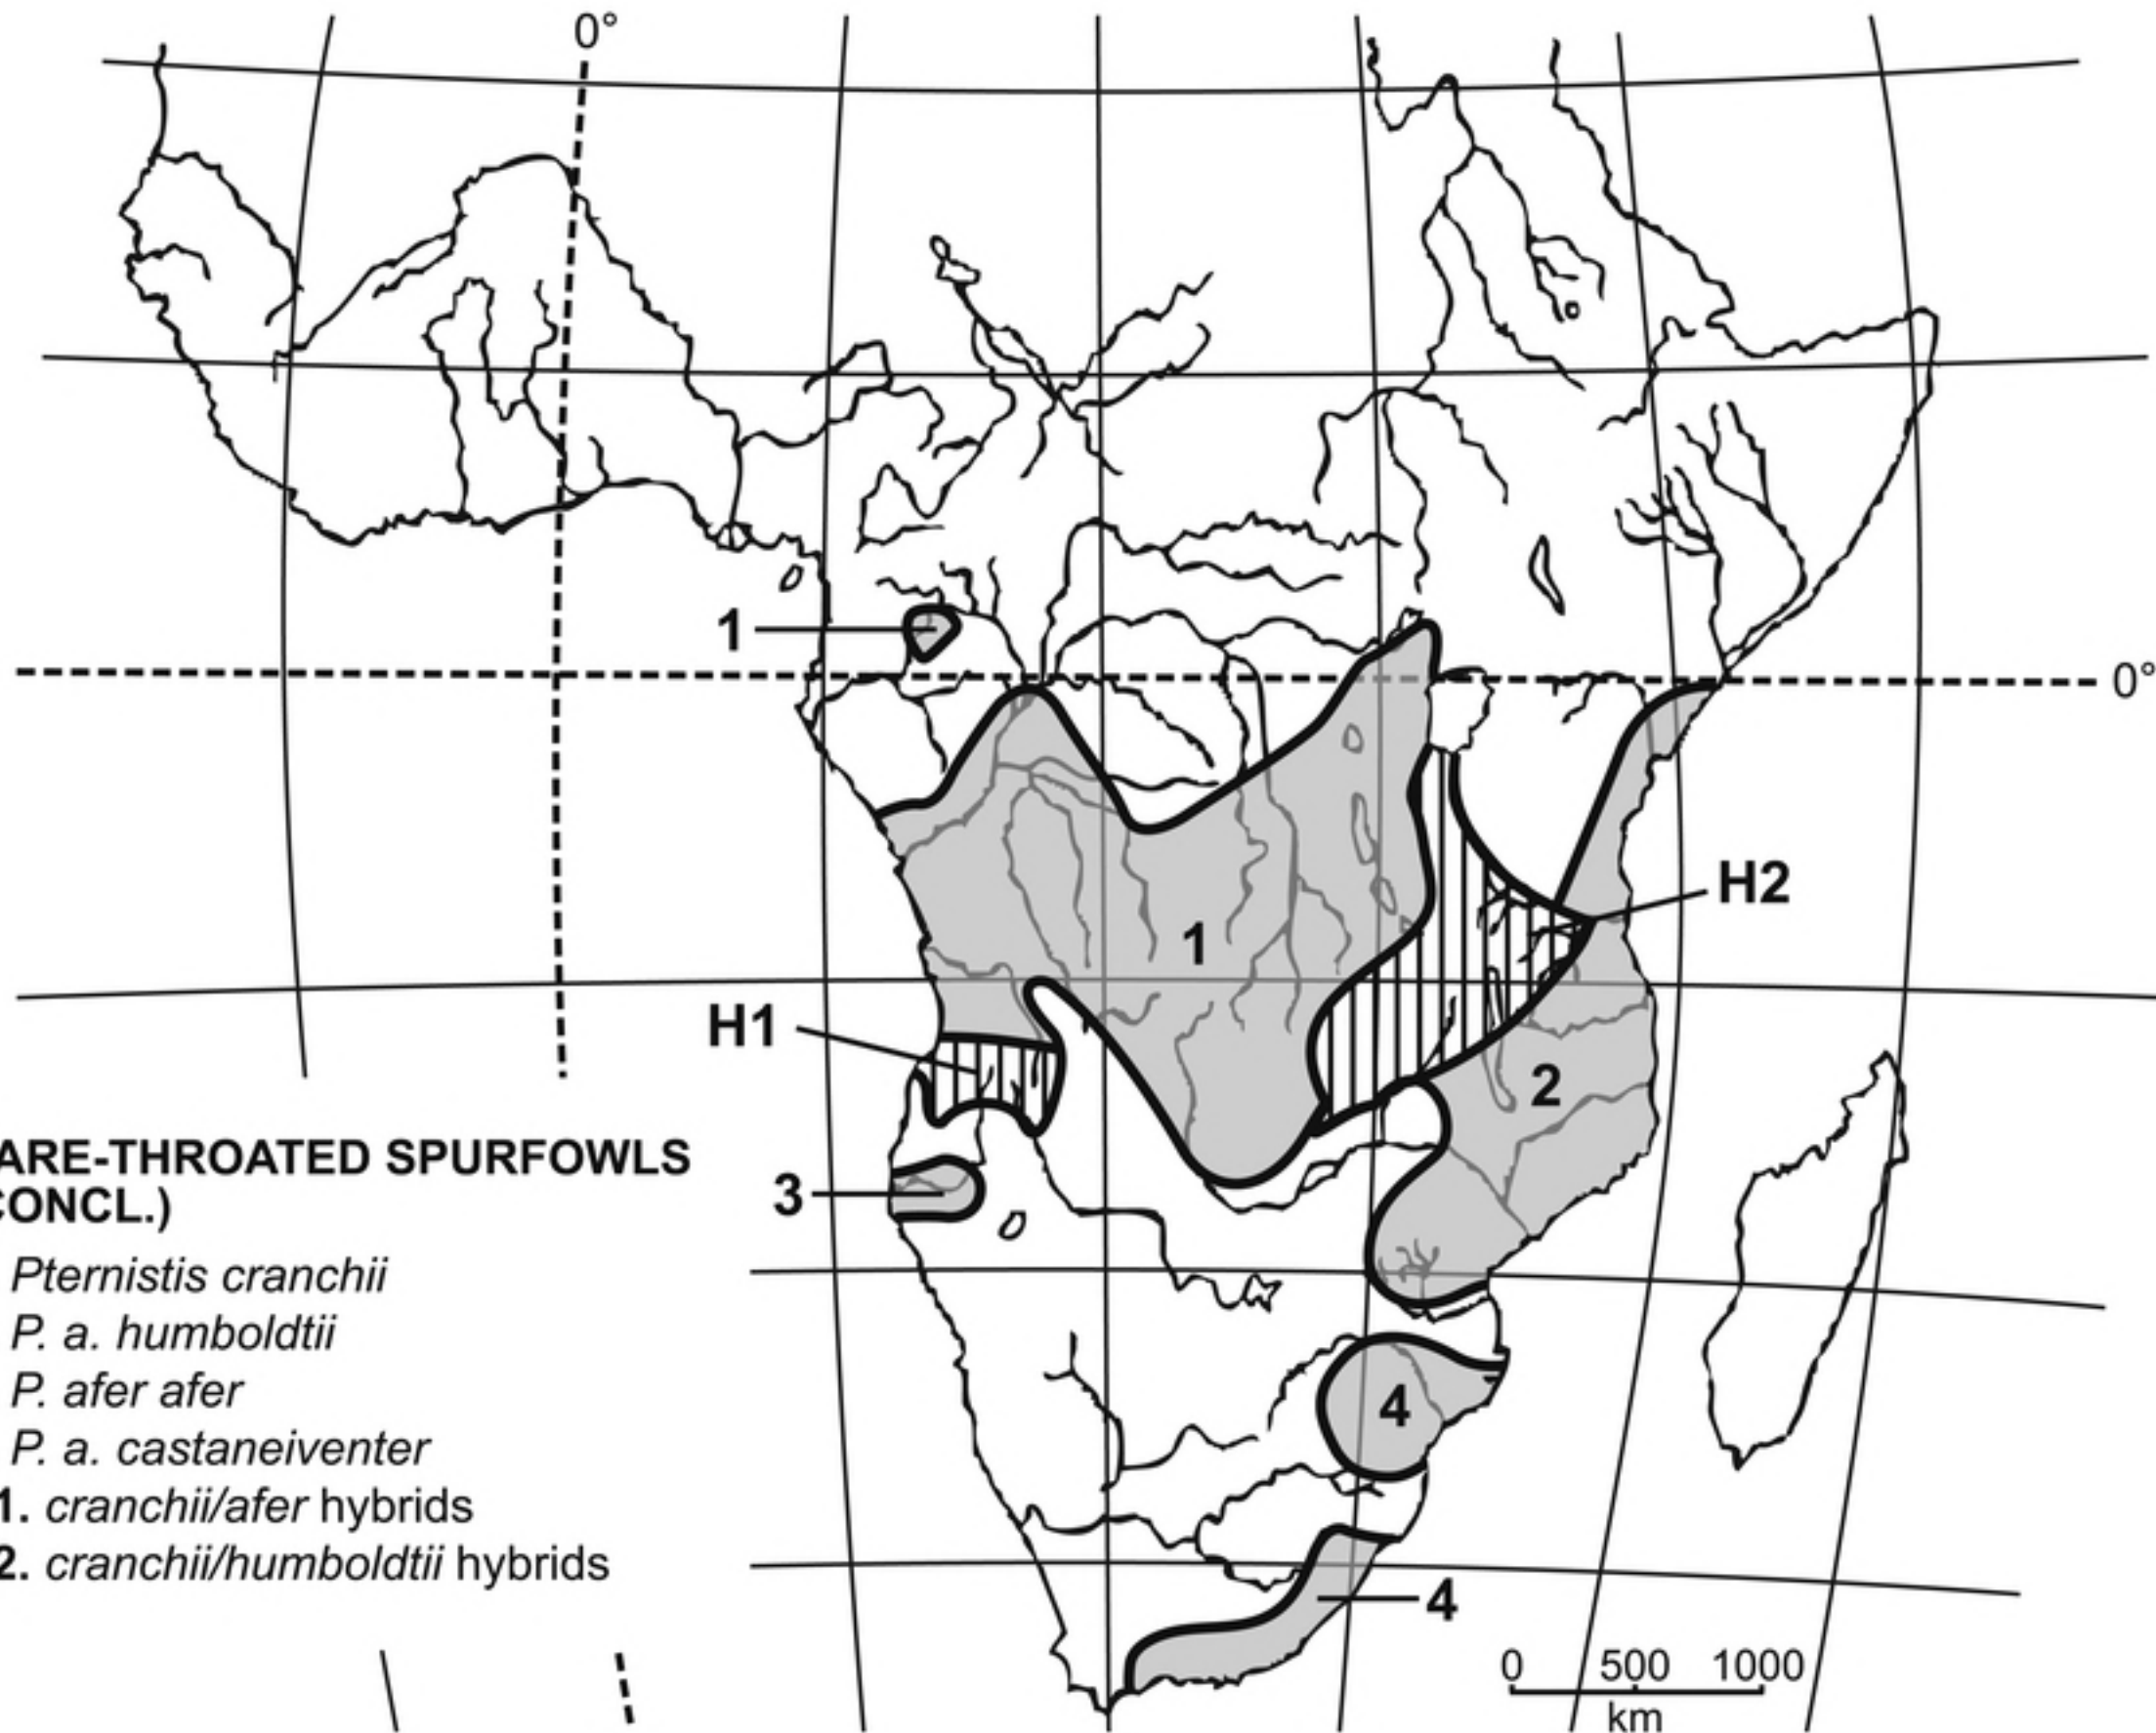 0°
1
0°
H2
1
H1
2
ARE-THROATED SPURFOWLS
CONCL.)
3
Pternistis cranchii
P. a. humboldtii
P. afer afer
P. a. castaneiventer
4
1. cranchii/afer hybrids
2. cranchii/humboldtii hybrids
4
0 500 1000
km